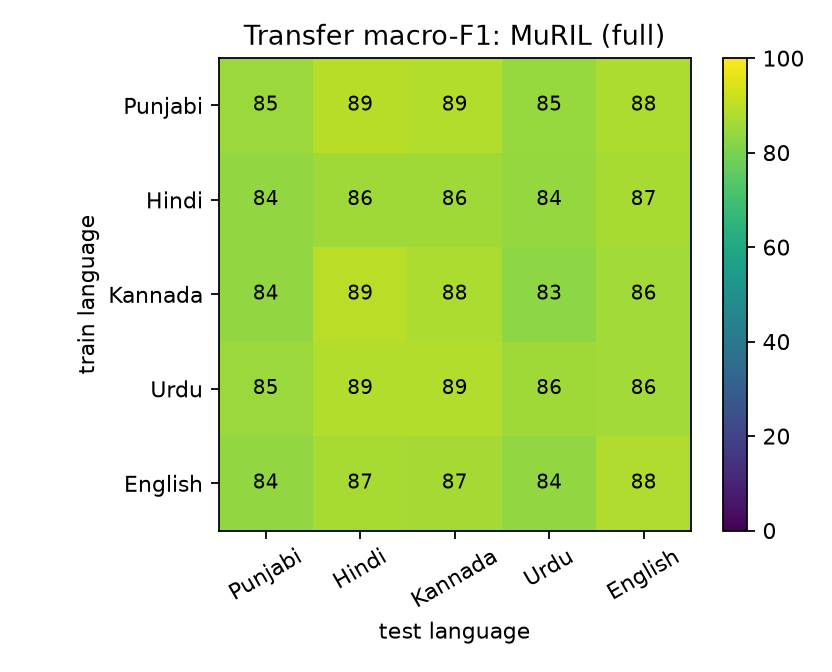 Transfer macro-F1: MuRIL (full)
train language
Punjabi 85 89 89 85 88
Hindi 84 86 86 84 87
Kannada 84 89 88 83 86
Urdu 85 89 89 86 86
English 84 87 87 84 88
Punjabi Hindi Kannada Urdu English
test language
100
80
60
40
20
0